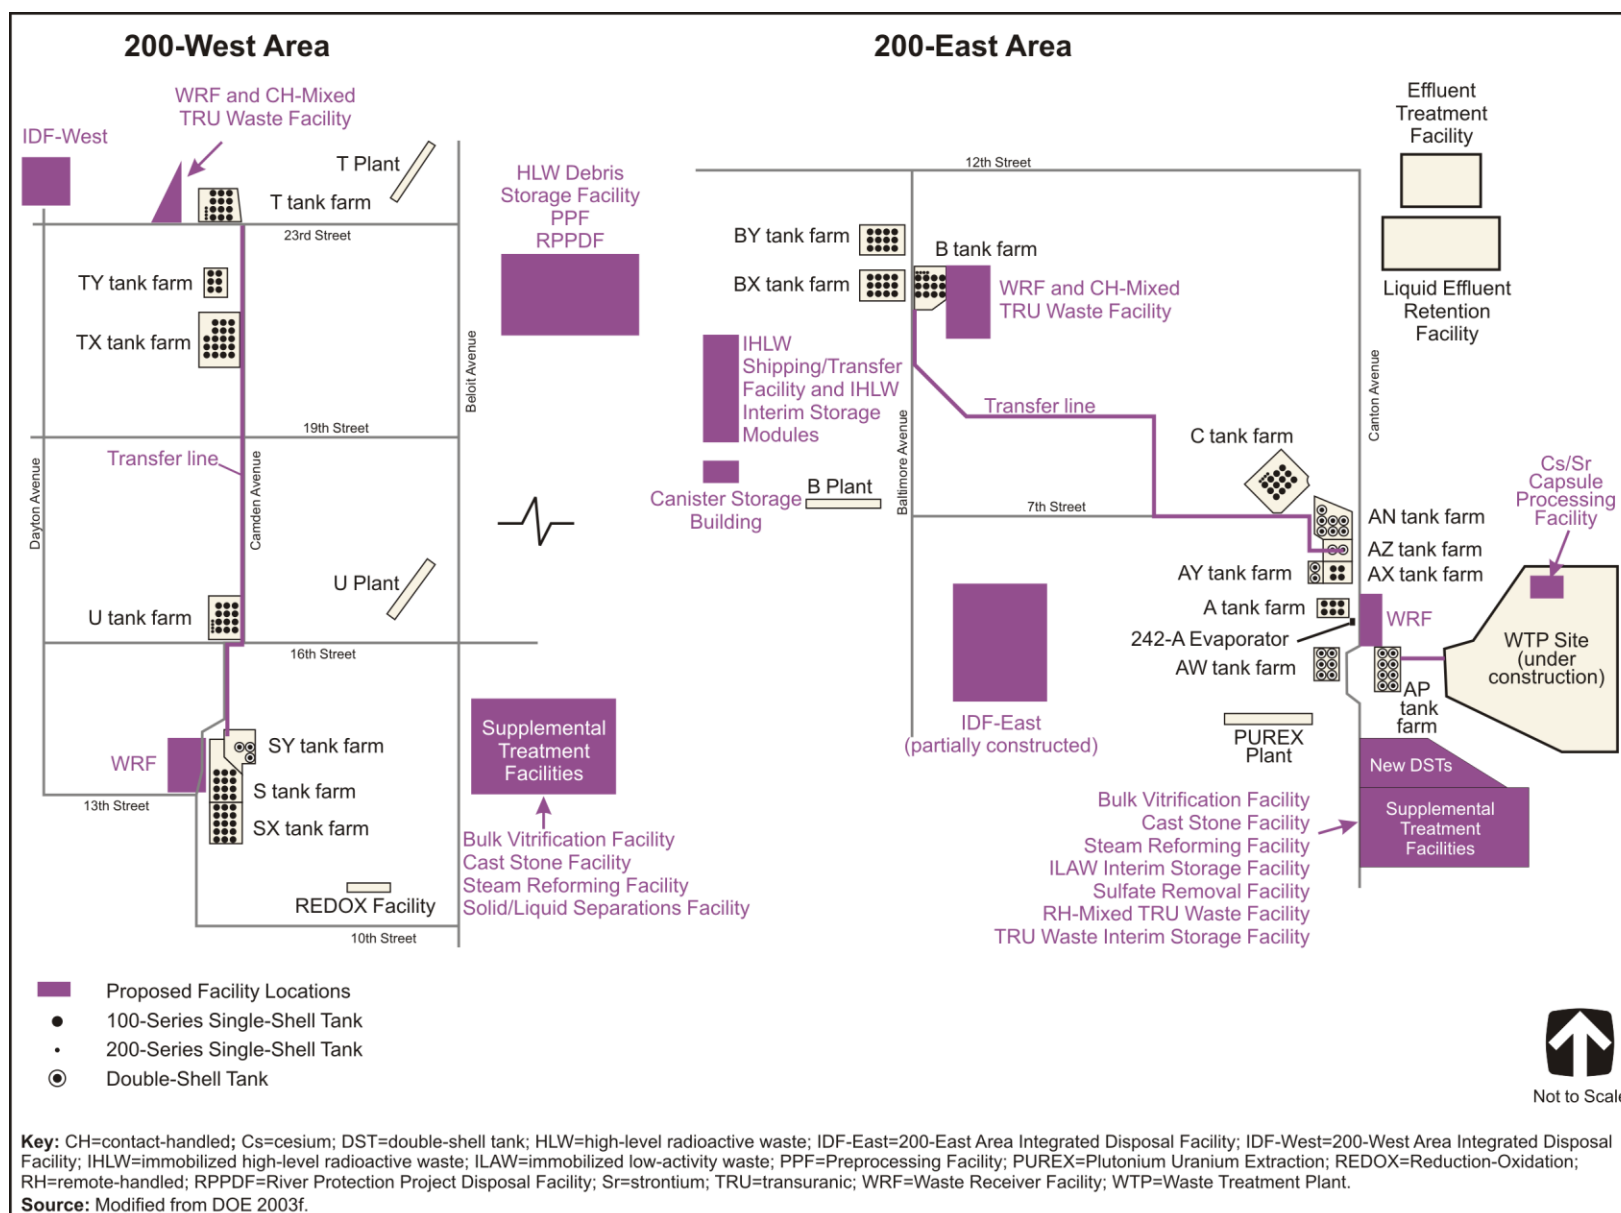 200-West Area
200-East Area
WRF and CH-Mixed
TRU Waste Facility
IDF-West
T Plant
T tank farm
23rd Street
TY tank farm
TX tank farm
19th Street
Transfer line
Dayton Avenue
Camden Avenue
Beloit Avenue
U Plant
U tank farm
16th Street
SY tank farm
WRF
S tank farm
13th Street
SX tank farm
REDOX Facility
10th Street
HLW Debris
Storage Facility
PPF
RPPDF
Supplemental
Treatment
Facilities
Bulk Vitrification Facility
Cast Stone Facility
Steam Reforming Facility
Solid/Liquid Separations Facility
12th Street
Effluent
Treatment
Facility
Liquid Effluent
Retention
Facility
BY tank farm
B tank farm
BX tank farm
WRF and CH-Mixed
TRU Waste Facility
IHLW
Shipping/Transfer
Facility and IHLW
Interim Storage
Modules
Transfer line
Baltimore Avenue
Canton Avenue
C tank farm
Canister Storage
Building
B Plant
7th Street
AN tank farm
AZ tank farm
AY tank farm
AX tank farm
A tank farm
242-A Evaporator
WRF
AW tank farm
AP
tank
farm
Cs/Sr
Capsule
Processing
Facility
WTP Site
(under
construction)
IDF-East
(partially constructed)
PUREX
Plant
New DSTs
Supplemental
Treatment
Facilities
Bulk Vitrification Facility
Cast Stone Facility
Steam Reforming Facility
ILAW Interim Storage Facility
Sulfate Removal Facility
RH-Mixed TRU Waste Facility
TRU Waste Interim Storage Facility
Proposed Facility Locations
100-Series Single-Shell Tank
200-Series Single-Shell Tank
Double-Shell Tank
Not to Scale
Key: CH=contact-handled; Cs=cesium; DST=double-shell tank; HLW=high-level radioactive waste; IDF-East=200-East Area Integrated Disposal Facility; IDF-West=200-West Area Integrated Disposal
Facility; IHLW=immobilized high-level radioactive waste; ILAW=immobilized low-activity waste; PPF=Preprocessing Facility; PUREX=Plutonium Uranium Extraction; REDOX=Reduction-Oxidation;
RH=remote-handled; RPPDF=River Protection Project Disposal Facility; Sr=strontium; TRU=transuranic; WRF=Waste Receiver Facility; WTP=Waste Treatment Plant.
Source: Modified from DOE 2003f.